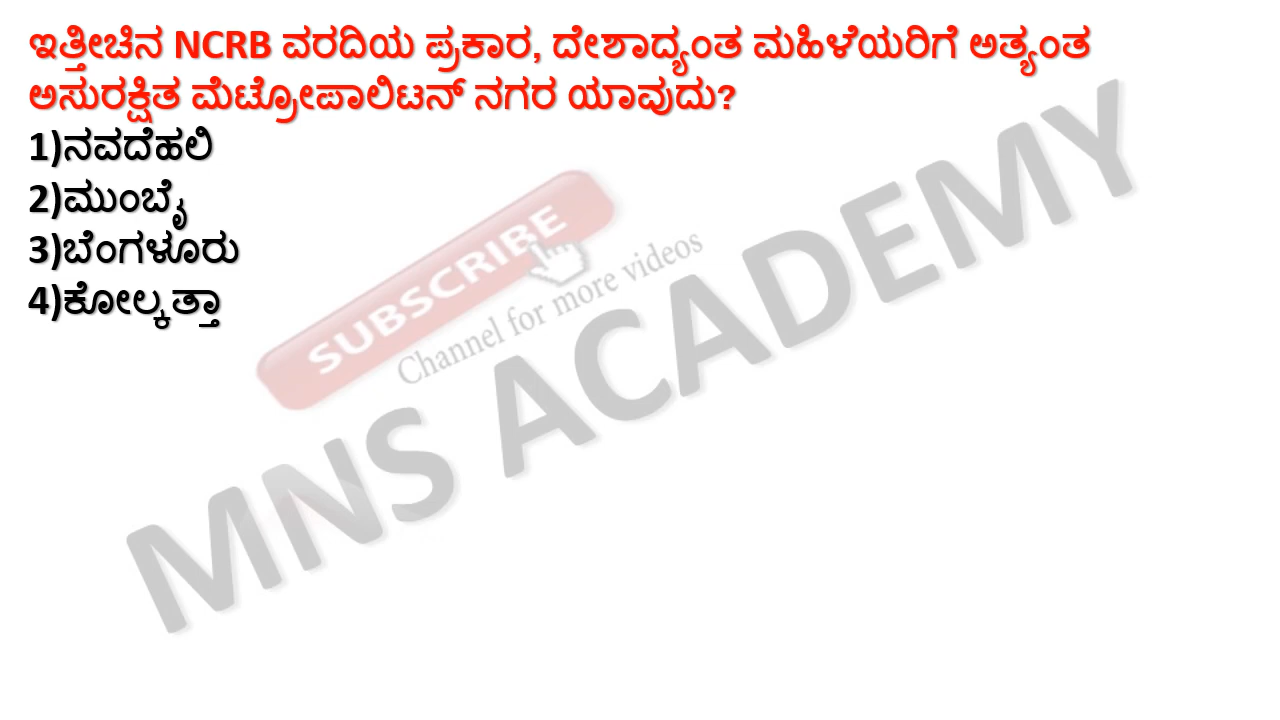 ಇತ್ತೀಚಿನ NCRB ವರದಿಯ ಪ್ರಕಾರ, ದೇಶಾದ್ಯಂತ ಮಹಿಳೆಯರಿಗೆ ಅತ್ಯಂತ
ಅಸುರಕ್ಷಿತ ಮೆಟ್ರೋಪಾಲಿಟನ್ ನಗರ ಯಾವುದು?
1)ನವದೆಹಲಿ
2)ಮುಂಬೈ
3)ಬೆಂಗಳೂರು
4)ಕೋಲ್ಕತ್ತಾ
SUBSCRIBE
Channel for more videos
MNS ACADEMY